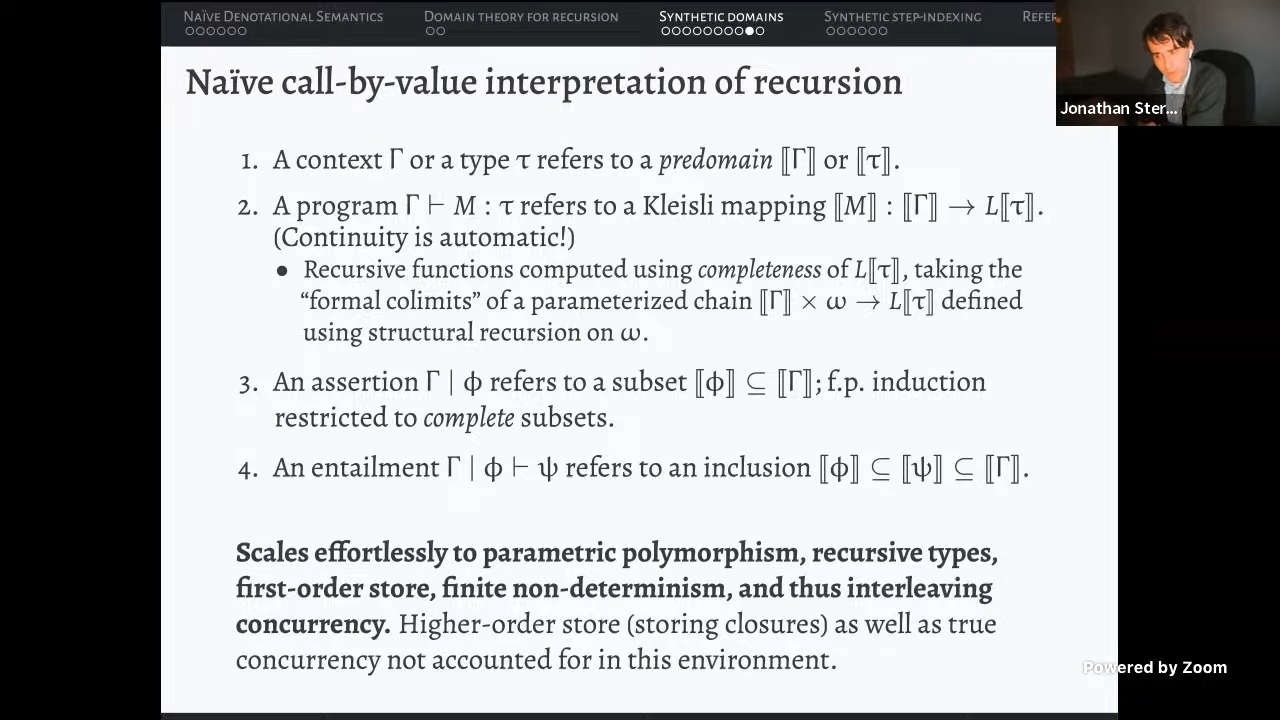 Naïve Denotational Semantics Domain theory for recursion Synthetic domains Synthetic step-indexing Refer
Jonathan Ster...
Naïve call-by-value interpretation of recursion
1. A context Γ or a type τ refers to a predomain ⟦Γ⟧ or ⟦τ⟧.
2. A program Γ ⊢ M : τ refers to a Kleisli mapping ⟦M⟧ : ⟦Γ⟧ → L⟦τ⟧.
(Continuity is automatic!)
• Recursive functions computed using completeness of L⟦τ⟧, taking the
“formal colimits” of a parameterized chain ⟦Γ⟧ × ω → L⟦τ⟧ defined
using structural recursion on ω.
3. An assertion Γ | ϕ refers to a subset ⟦ϕ⟧ ⊆ ⟦Γ⟧; f.p. induction
restricted to complete subsets.
4. An entailment Γ | ϕ ⊢ ψ refers to an inclusion ⟦ϕ⟧ ⊆ ⟦ψ⟧ ⊆ ⟦Γ⟧.
Scales effortlessly to parametric polymorphism, recursive types,
first-order store, finite non-determinism, and thus interleaving
concurrency. Higher-order store (storing closures) as well as true
concurrency not accounted for in this environment.
Powered by Zoom